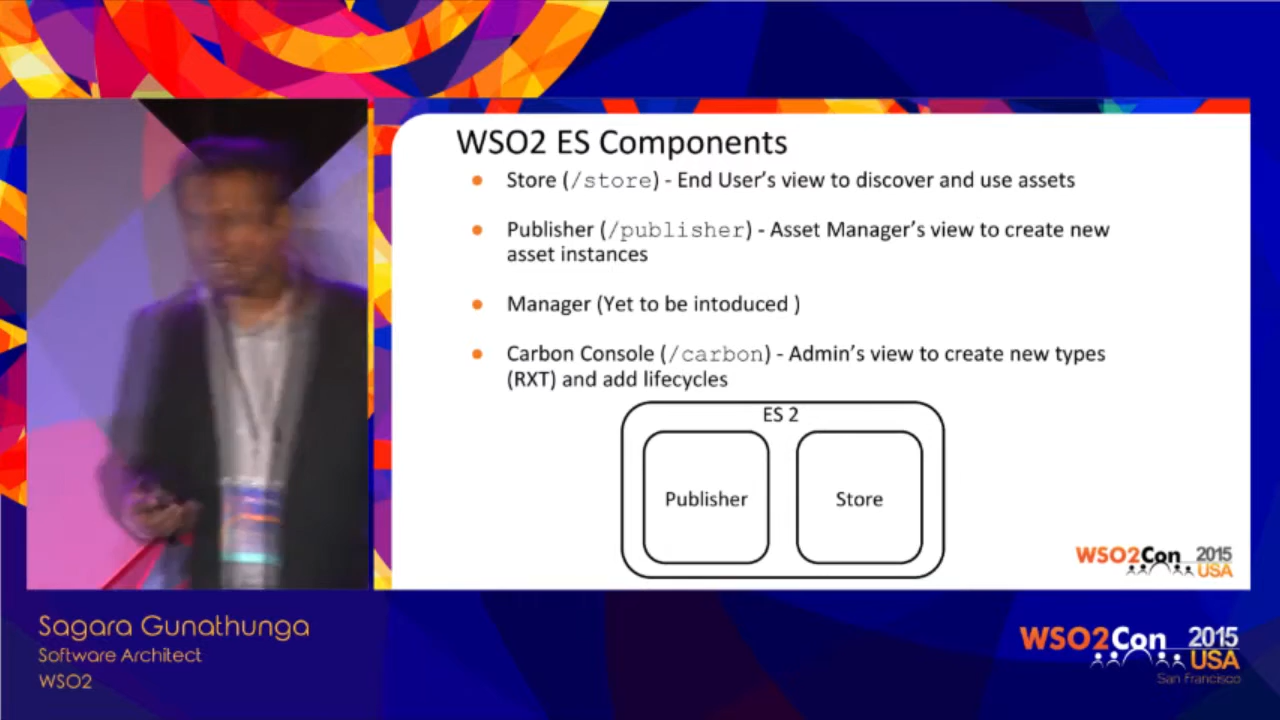 WSO2 ES Components
Store (/store) - End User's view to discover and use assets
Publisher (/publisher) - Asset Manager's view to create new
asset instances
Manager (Yet to be intoduced )
Carbon Console (/carbon) - Admin's view to create new types
(RXT) and add lifecycles
ES 2
Publisher
Store
WSO2Con 2015
USA
Sagara Gunathunga
Software Architect
WSO2
WSO2Con 2015
USA
San Francisco